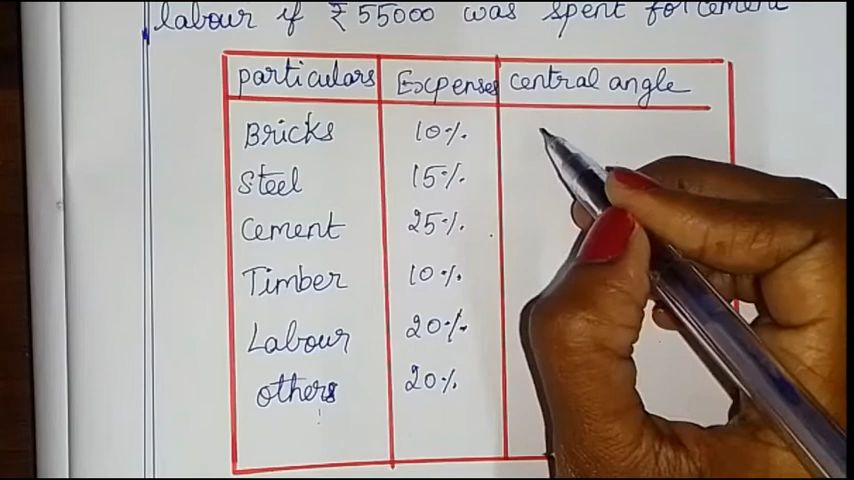 labour if ₹ 55000 was spent for cement
particulars Expenses central angle
Bricks 10%
Steel 15%
Cement 25%
Timber 10%
Labour 20%
others 20%